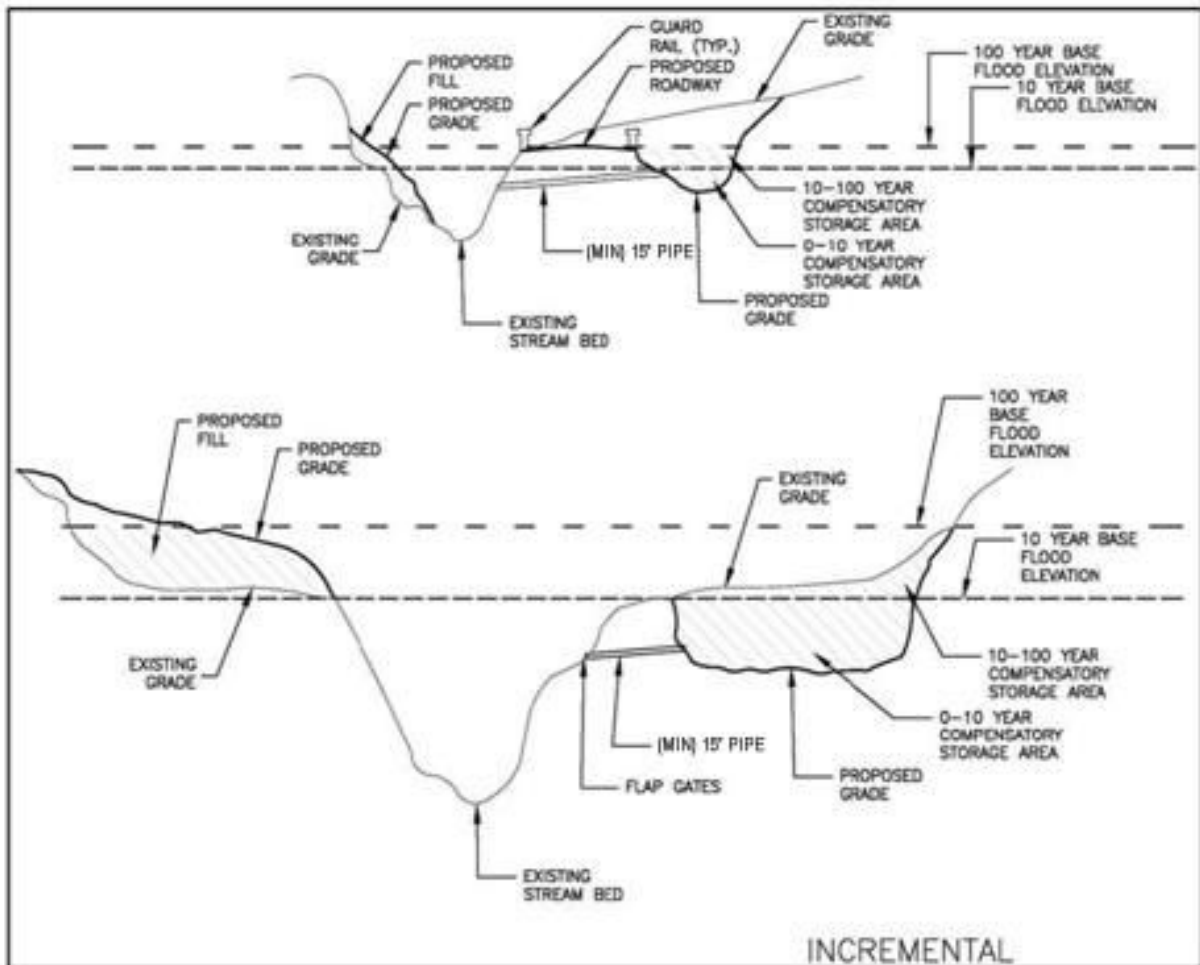 GUARD
RAIL (TYP.)
EXISTING
GRADE
PROPOSED
FILL
PROPOSED
ROADWAY
100 YEAR BASE
FLOOD ELEVATION
10 YEAR BASE
FLOOD ELEVATION
PROPOSED
GRADE
10-100 YEAR
COMPENSATORY
STORAGE AREA
EXISTING
GRADE
(MIN) 15" PIPE
0-10 YEAR
COMPENSATORY
STORAGE AREA
PROPOSED
GRADE
EXISTING
STREAM BED
100 YEAR
BASE
FLOOD
ELEVATION
PROPOSED
FILL
PROPOSED
GRADE
EXISTING
GRADE
10 YEAR BASE
FLOOD
ELEVATION
EXISTING
GRADE
10-100 YEAR
COMPENSATORY
STORAGE AREA
0-10 YEAR
COMPENSATORY
STORAGE AREA
(MIN) 15" PIPE
FLAP GATES
PROPOSED
GRADE
EXISTING
STREAM BED
INCREMENTAL